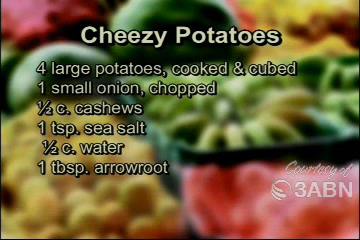 Cheezy Potatoes
4 large potatoes, cooked & cubed
1 small onion, chopped
½ c. cashews
1 tsp. sea salt
½ c. water
1 tbsp. arrowroot
Courtesy of
3ABN